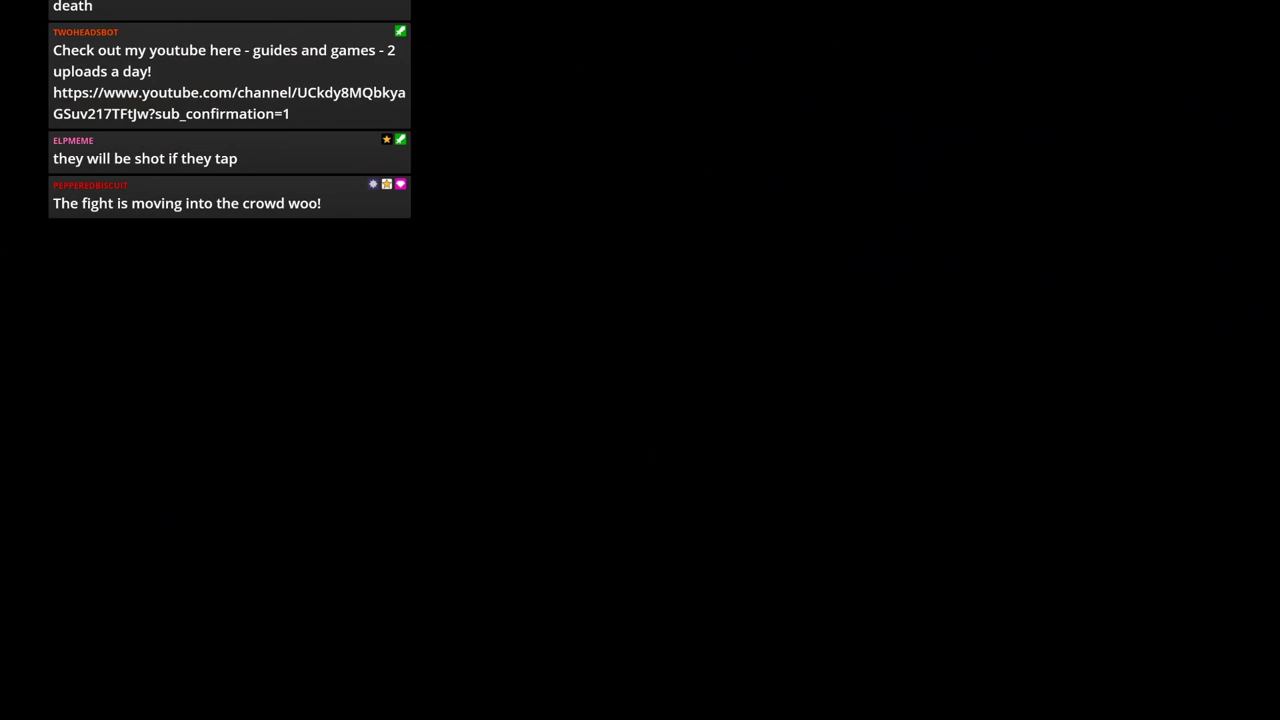 death
TWOHEADSBOT
Check out my youtube here - guides and games - 2
uploads a day!
https://www.youtube.com/channel/UCkdy8MQbkya
GSuv217TFtJw?sub_confirmation=1
ELPMEME
they will be shot if they tap
PEPPEREDBISCUIT
The fight is moving into the crowd woo!